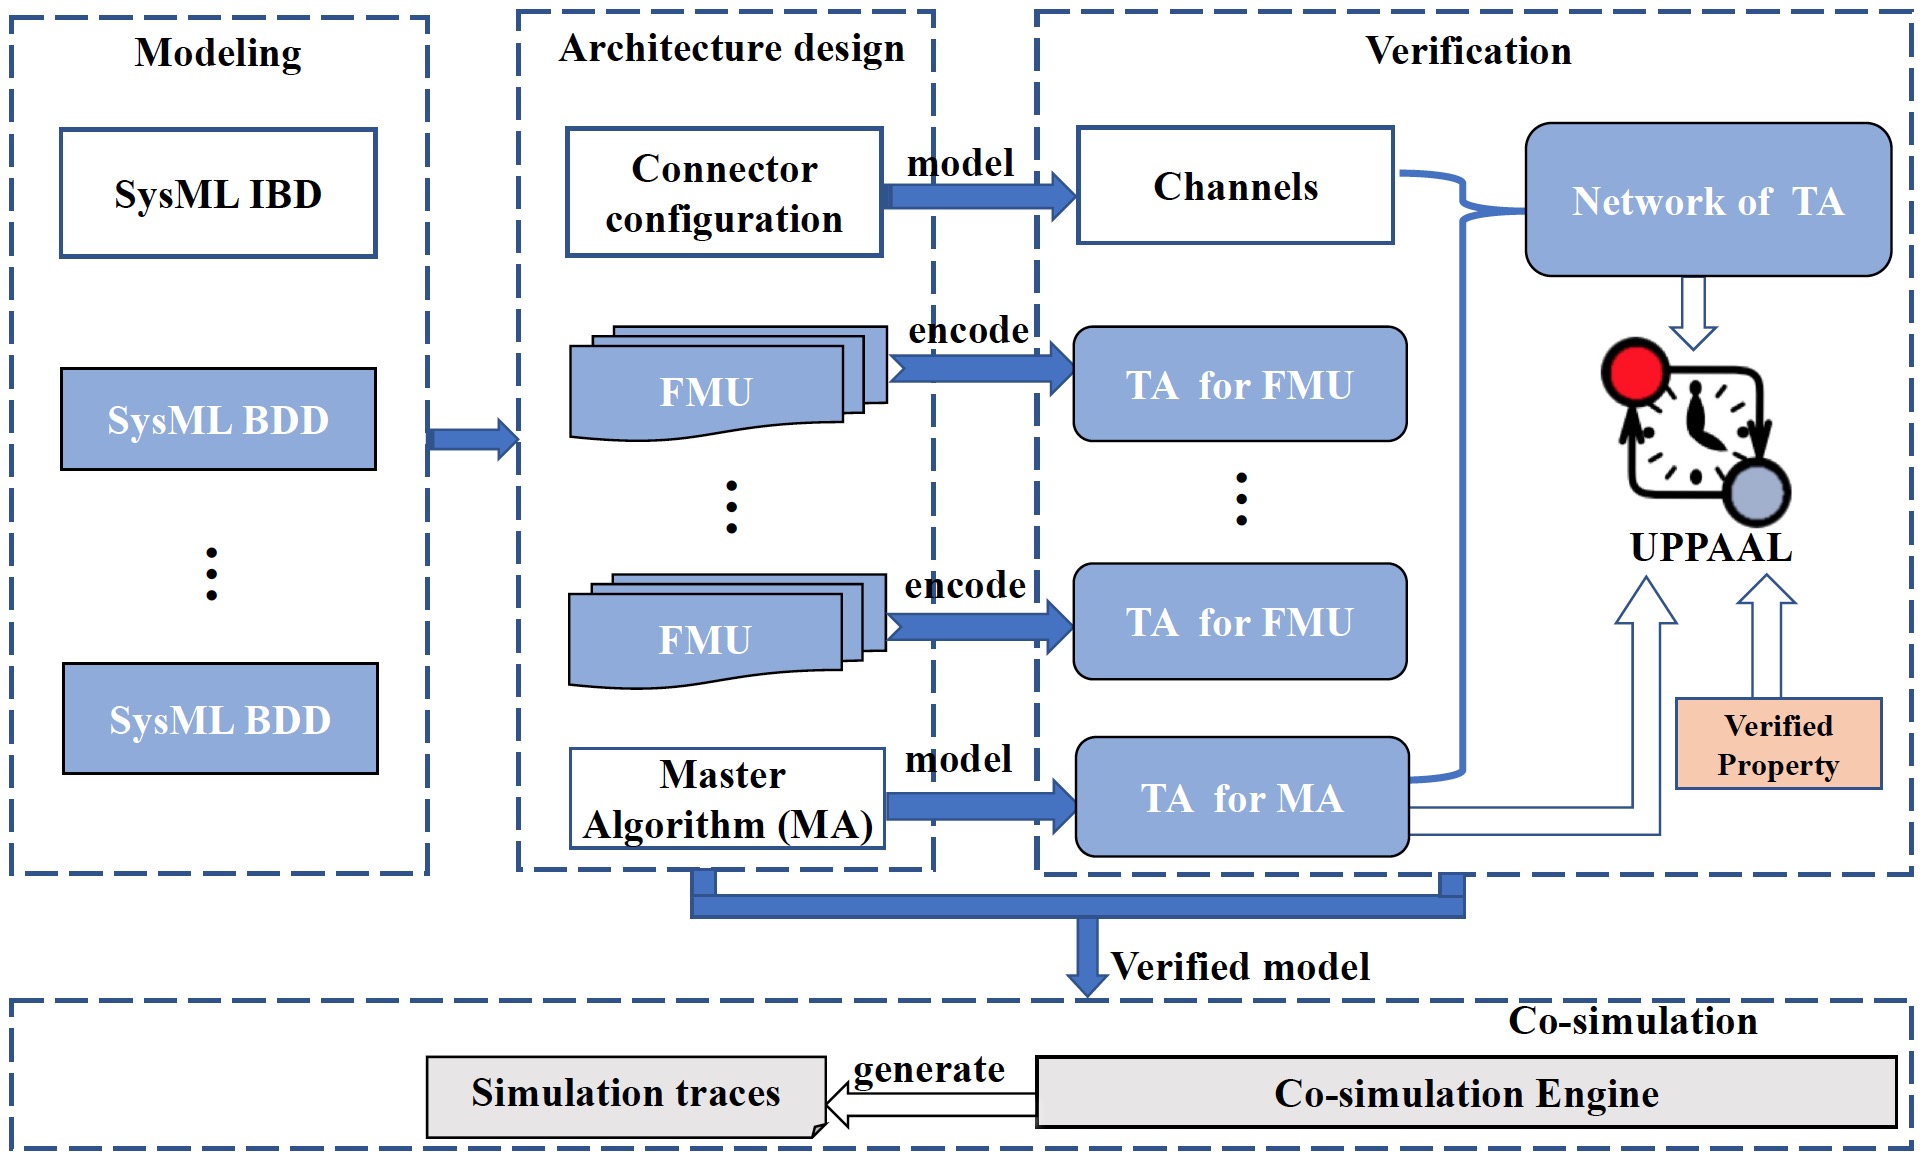 Modeling
SysML IBD
SysML BDD
SysML BDD
Architecture design
Connector
configuration
FMU
FMU
Master
Algorithm (MA)
model
encode
encode
model
Verification
Channels
TA for FMU
TA for FMU
TA for MA
Network of TA
UPPAAL
Verified
Property
Verified model
Co-simulation
Simulation traces
generate
Co-simulation Engine